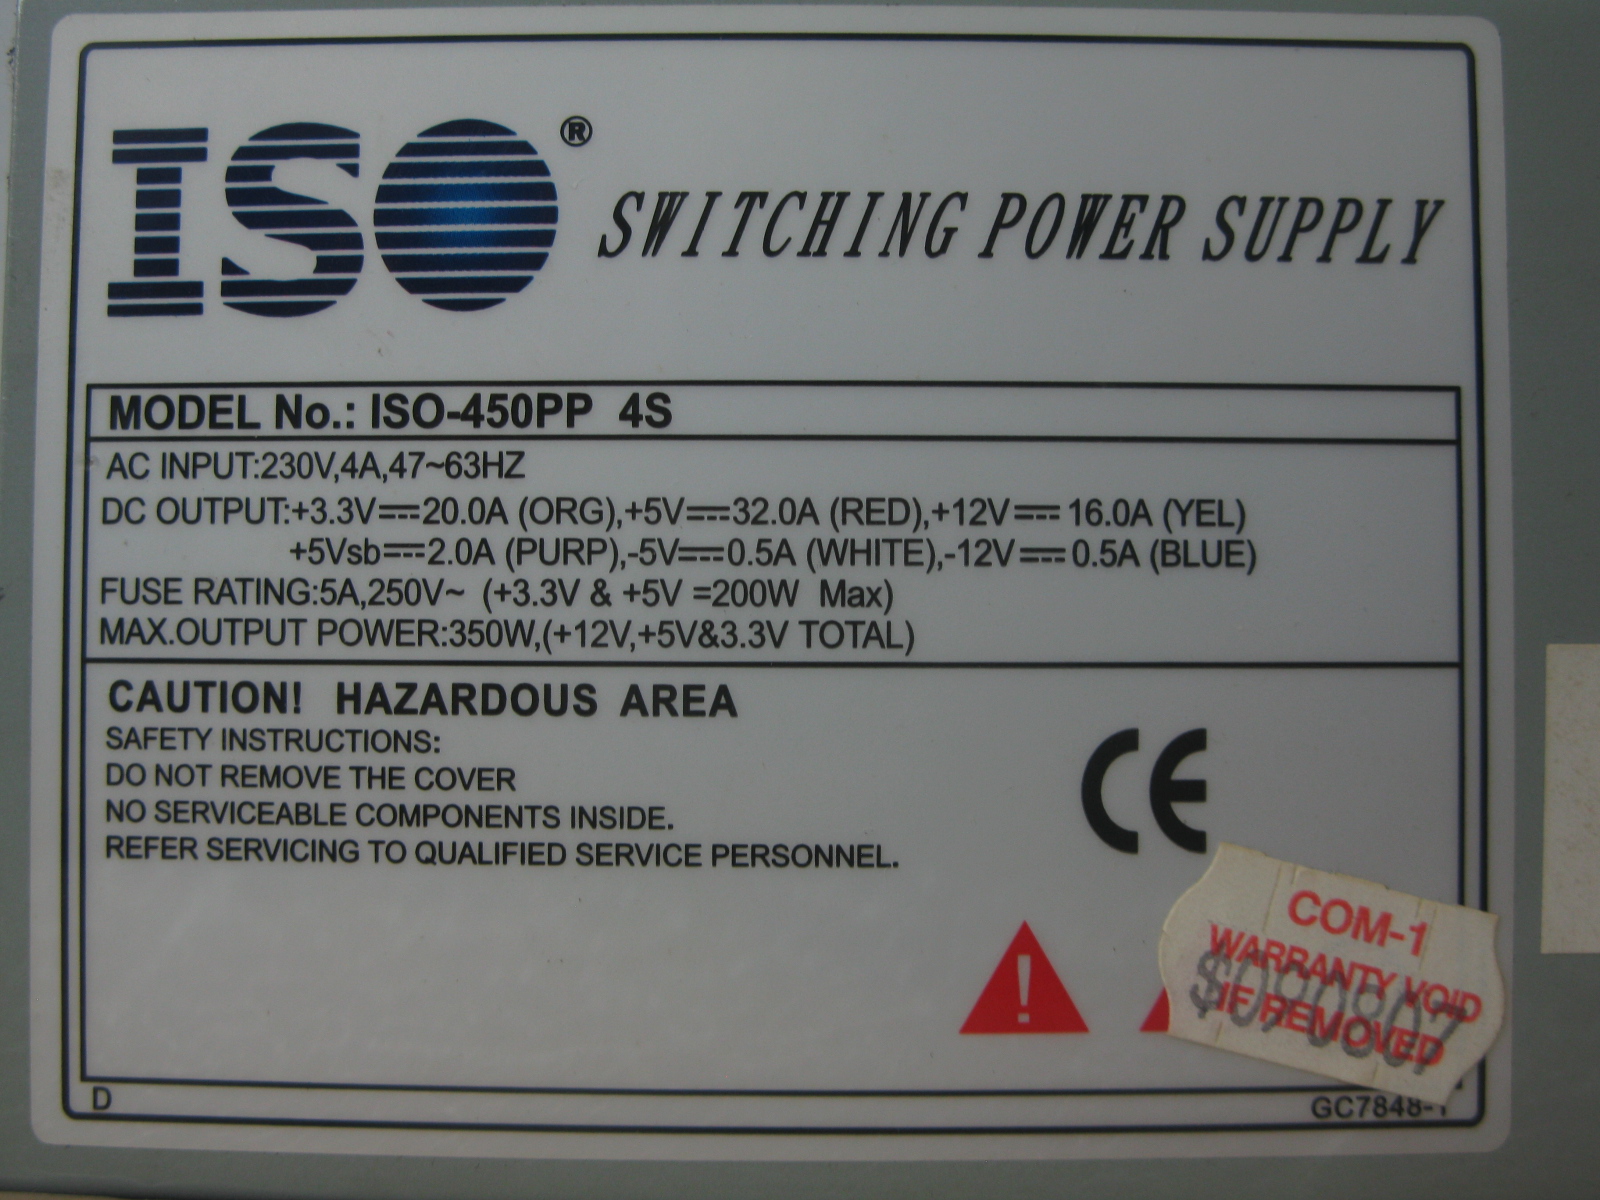 ISO®
SWITCHING POWER SUPPLY
MODEL No.: ISO-450PP 4S
AC INPUT:230V,4A,47~63HZ
DC OUTPUT:+3.3V⎓20.0A (ORG),+5V⎓32.0A (RED),+12V⎓16.0A (YEL)
+5Vsb⎓2.0A (PURP),-5V⎓0.5A (WHITE),-12V⎓0.5A (BLUE)
FUSE RATING:5A,250V~ (+3.3V & +5V =200W Max)
MAX.OUTPUT POWER:350W,(+12V,+5V&3.3V TOTAL)
CAUTION! HAZARDOUS AREA
SAFETY INSTRUCTIONS:
DO NOT REMOVE THE COVER
NO SERVICEABLE COMPONENTS INSIDE.
REFER SERVICING TO QUALIFIED SERVICE PERSONNEL.
CE
!
COM-1
WARRANTY VOID
IF REMOVED
D
GC7848-1